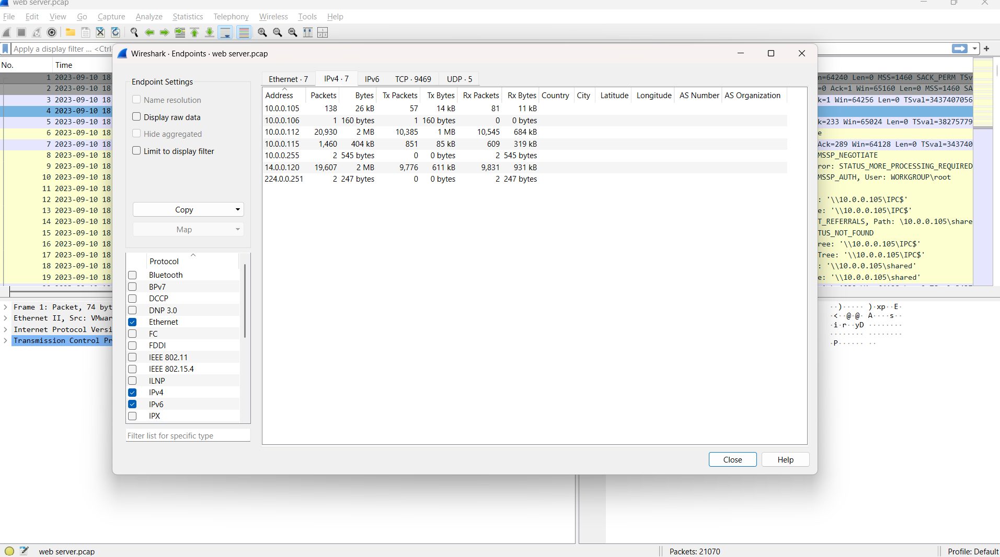 web server.pcap
File Edit View Go Capture Analyze Statistics Telephony Wireless Tools Help
Apply a display filter ... <Ctrl-
Wireshark · Endpoints · web server.pcap
No. Time
1 2023-09-10 18
2 2023-09-10 18
3 2023-09-10 18
4 2023-09-10 18
5 2023-09-10 18
6 2023-09-10 18
7 2023-09-10 18
8 2023-09-10 18
9 2023-09-10 18
10 2023-09-10 18
11 2023-09-10 18
12 2023-09-10 18
13 2023-09-10 18
14 2023-09-10 18
15 2023-09-10 18
16 2023-09-10 18
17 2023-09-10 18
18 2023-09-10 18
19 2023-09-10 18
Frame 1: Packet, 74 byt
Ethernet II, Src: VMwar
Internet Protocol Versi
Transmission Control Pr
Endpoint Settings
Name resolution
Display raw data
Hide aggregated
Limit to display filter
Copy
Map
Protocol
Bluetooth
BPv7
DCCP
DNP 3.0
Ethernet
FC
FDDI
IEEE 802.11
IEEE 802.15.4
ILNP
IPv4
IPv6
IPX
Filter list for specific type
Ethernet · 7 IPv4 · 7 IPv6 TCP · 9469 UDP · 5
Address Packets Bytes Tx Packets Tx Bytes Rx Packets Rx Bytes Country City Latitude Longitude AS Number AS Organization
10.0.0.105 138 26 kB 57 14 kB 81 11 kB
10.0.0.106 1 160 bytes 1 160 bytes 0 0 bytes
10.0.0.112 20,930 2 MB 10,385 1 MB 10,545 684 kB
10.0.0.115 1,460 404 kB 851 85 kB 609 319 kB
10.0.0.255 2 545 bytes 0 0 bytes 2 545 bytes
14.0.0.120 19,607 2 MB 9,776 611 kB 9,831 931 kB
224.0.0.251 2 247 bytes 0 0 bytes 2 247 bytes
Close Help
n=64240 Len=0 MSS=1460 SACK_PERM TSv
=0 Ack=1 Win=65160 Len=0 MSS=1460 SA
k=1 Win=64256 Len=0 TSval=3437407056
k=233 Win=65024 Len=0 TSval=38275779
e
Ack=289 Win=64128 Len=0 TSval=343740
MSSP_NEGOTIATE
ror: STATUS_MORE_PROCESSING_REQUIRED
MSSP_AUTH, User: WORKGROUP\root
: '\\10.0.0.105\IPC$'
e: '\\10.0.0.105\IPC$'
T_REFERRALS, Path: \10.0.0.105\share
TUS_NOT_FOUND
ree: '\\10.0.0.105\IPC$'
Tree: '\\10.0.0.105\IPC$'
: '\\10.0.0.105\shared'
e: '\\10.0.0.105\shared'
··)····· )·xp··E·
·<··@·@· A····s··
·i·r··yD ········
········ ········
·P······ ··
web server.pcap
Packets: 21070
Profile: Default